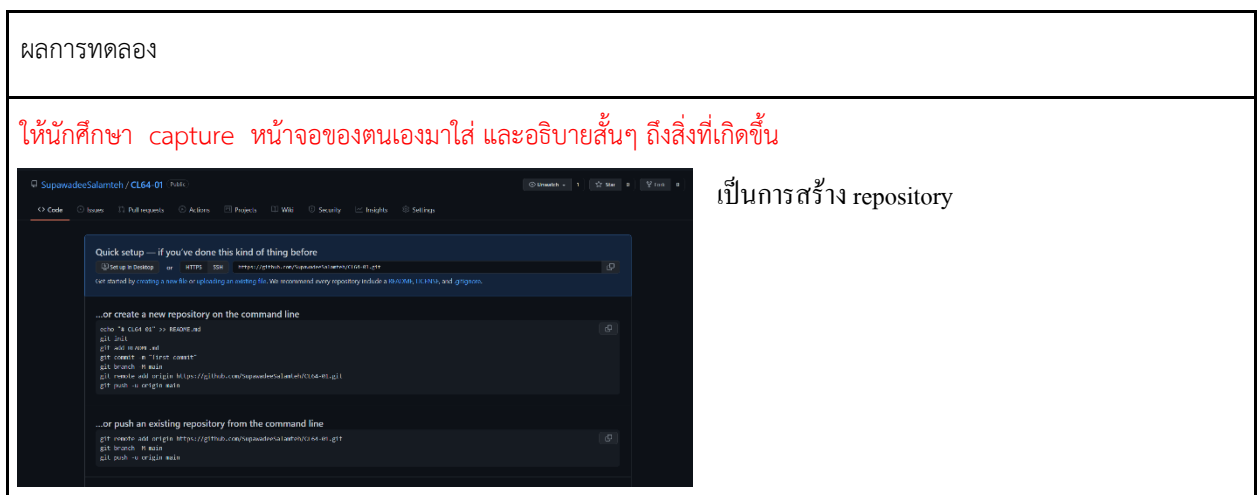 ผลการทดลอง
ให้นักศึกษา capture หน้าจอของตนเองมาใส่ และอธิบายสั้นๆ ถึงสิ่งที่เกิดขึ้น
SupawadeeSalamteh / CL64-01 Public
Unwatch 1 Star 0 Fork 0
Code Issues Pull requests Actions Projects Wiki Security Insights Settings
เป็นการสร้าง repository
Quick setup — if you've done this kind of thing before
Set up in Desktop or HTTPS SSH https://github.com/SupawadeeSalamteh/CL64-01.git
Get started by creating a new file or uploading an existing file. We recommend every repository include a README, LICENSE, and .gitignore.
...or create a new repository on the command line
echo "# CL64-01" >> README.md
git init
git add README.md
git commit -m "first commit"
git branch -M main
git remote add origin https://github.com/SupawadeeSalamteh/CL64-01.git
git push -u origin main
...or push an existing repository from the command line
git remote add origin https://github.com/SupawadeeSalamteh/CL64-01.git
git branch -M main
git push -u origin main